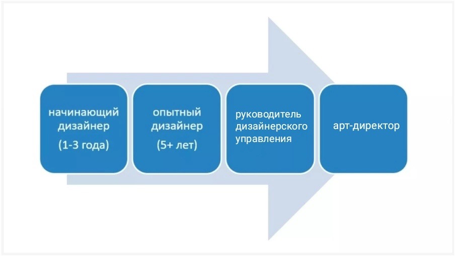 начинающий
дизайнер
(1-3 года)
опытный
дизайнер
(5+ лет)
руководитель
дизайнерского
управления
арт-директор